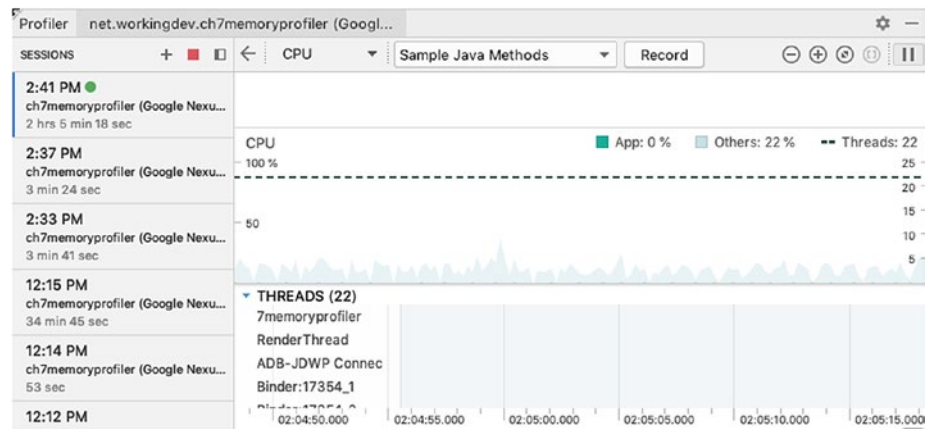 Profiler net.workingdev.ch7memoryprofiler (Googl...
SESSIONS
CPU Sample Java Methods Record
2:41 PM
ch7memoryprofiler (Google Nexu...
2 hrs 5 min 18 sec
2:37 PM
ch7memoryprofiler (Google Nexu...
3 min 24 sec
2:33 PM
ch7memoryprofiler (Google Nexu...
3 min 41 sec
12:15 PM
ch7memoryprofiler (Google Nexu...
34 min 45 sec
12:14 PM
ch7memoryprofiler (Google Nexu...
53 sec
12:12 PM
CPU App: 0 % Others: 22 % Threads: 22
100 % 25
20
15
50
10
5
THREADS (22)
7memoryprofiler
RenderThread
ADB-JDWP Connec
Binder:17354_1
02:04:50.000 02:04:55.000 02:05:00.000 02:05:05.000 02:05:10.000 02:05:15.000